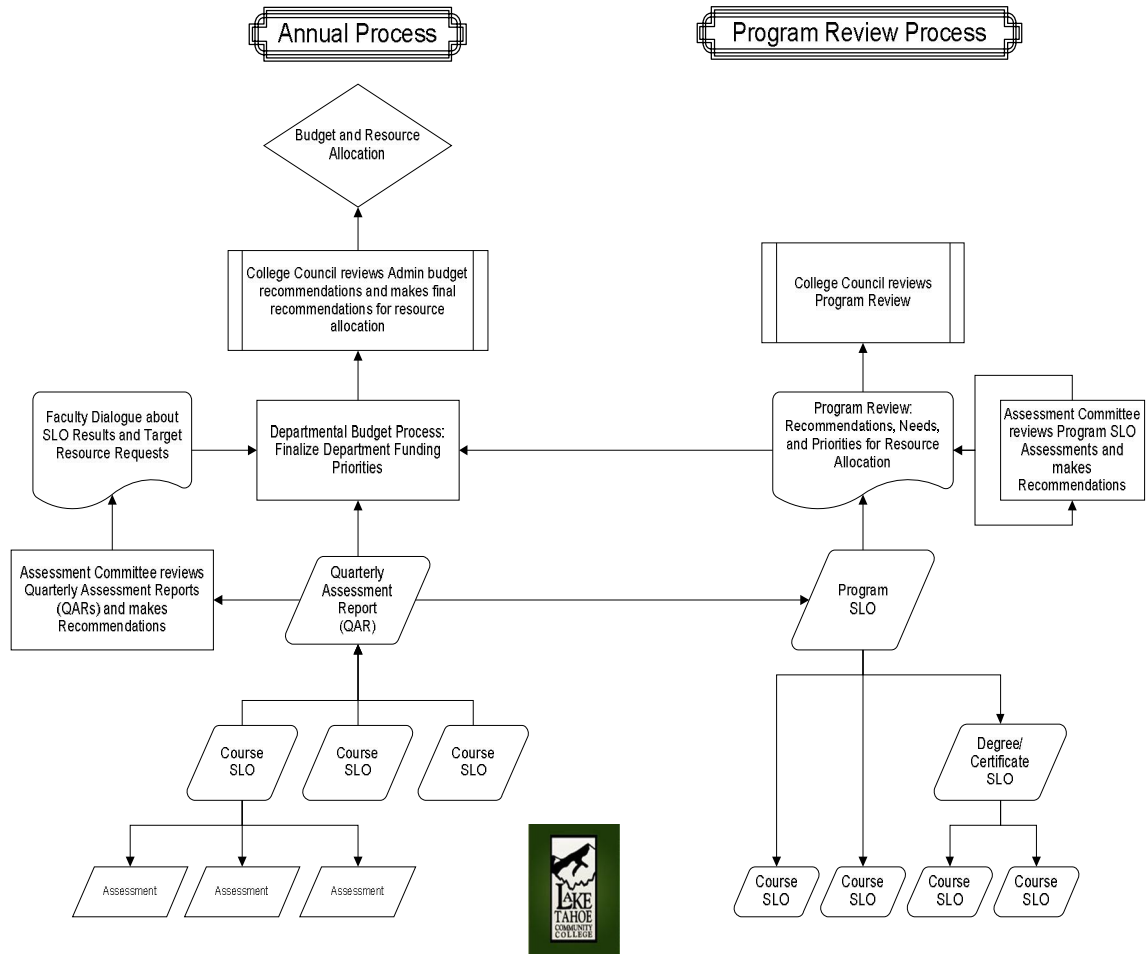 Annual Process
Program Review Process
Budget and Resource
Allocation
College Council reviews Admin budget
recommendations and makes final
recommendations for resource
allocation
College Council reviews
Program Review
Faculty Dialogue about
SLO Results and Target
Resource Requests
Departmental Budget Process:
Finalize Department Funding
Priorities
Program Review:
Recommendations, Needs,
and Priorities for Resource
Allocation
Assessment Committee
reviews Program SLO
Assessments and
makes
Recommendations
Assessment Committee reviews
Quarterly Assessment Reports
(QARs) and makes
Recommendations
Quarterly
Assessment
Report
(QAR)
Program
SLO
Course
SLO
Course
SLO
Course
SLO
Degree/
Certificate
SLO
Assessment
Assessment
Assessment
Course
SLO
Course
SLO
Course
SLO
Course
SLO
LAKE
TAHOE
COMMUNITY
COLLEGE